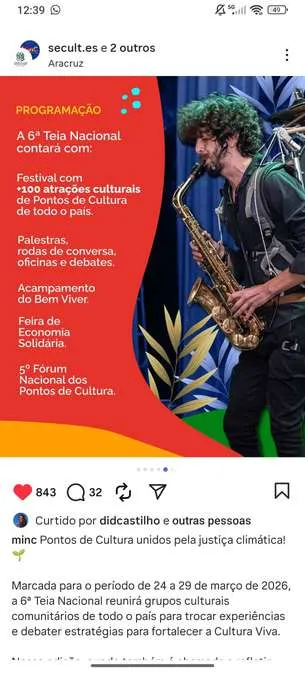 12:39
5G
49
secult.es e 2 outros
Aracruz
PROGRAMAÇÃO
A 6ª Teia Nacional
contará com:
Festival com
+100 atrações culturais
de Pontos de Cultura
de todo o país.
Palestras,
rodas de conversa,
oficinas e debates.
Acampamento
do Bem Viver.
Feira de
Economia
Solidária.
5º Fórum
Nacional dos
Pontos de Cultura.
843
32
Curtido por didcastilho e outras pessoas
minc Pontos de Cultura unidos pela justiça climática!
Marcada para o período de 24 a 29 de março de 2026,
a 6ª Teia Nacional reunirá grupos culturais
comunitários de todo o país para trocar experiências
e debater estratégias para fortalecer a Cultura Viva.